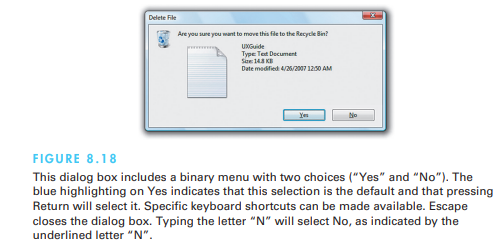 Delete File
Are you sure you want to move this file to the Recycle Bin?
UXGuide
Type: Text Document
Size: 14.8 KB
Date modified: 4/26/2007 12:50 AM
Yes No
FIGURE 8.18
This dialog box includes a binary menu with two choices (“Yes” and “No”). The
blue highlighting on Yes indicates that this selection is the default and that pressing
Return will select it. Specific keyboard shortcuts can be made available. Escape
closes the dialog box. Typing the letter “N” will select No, as indicated by the
underlined letter “N”.